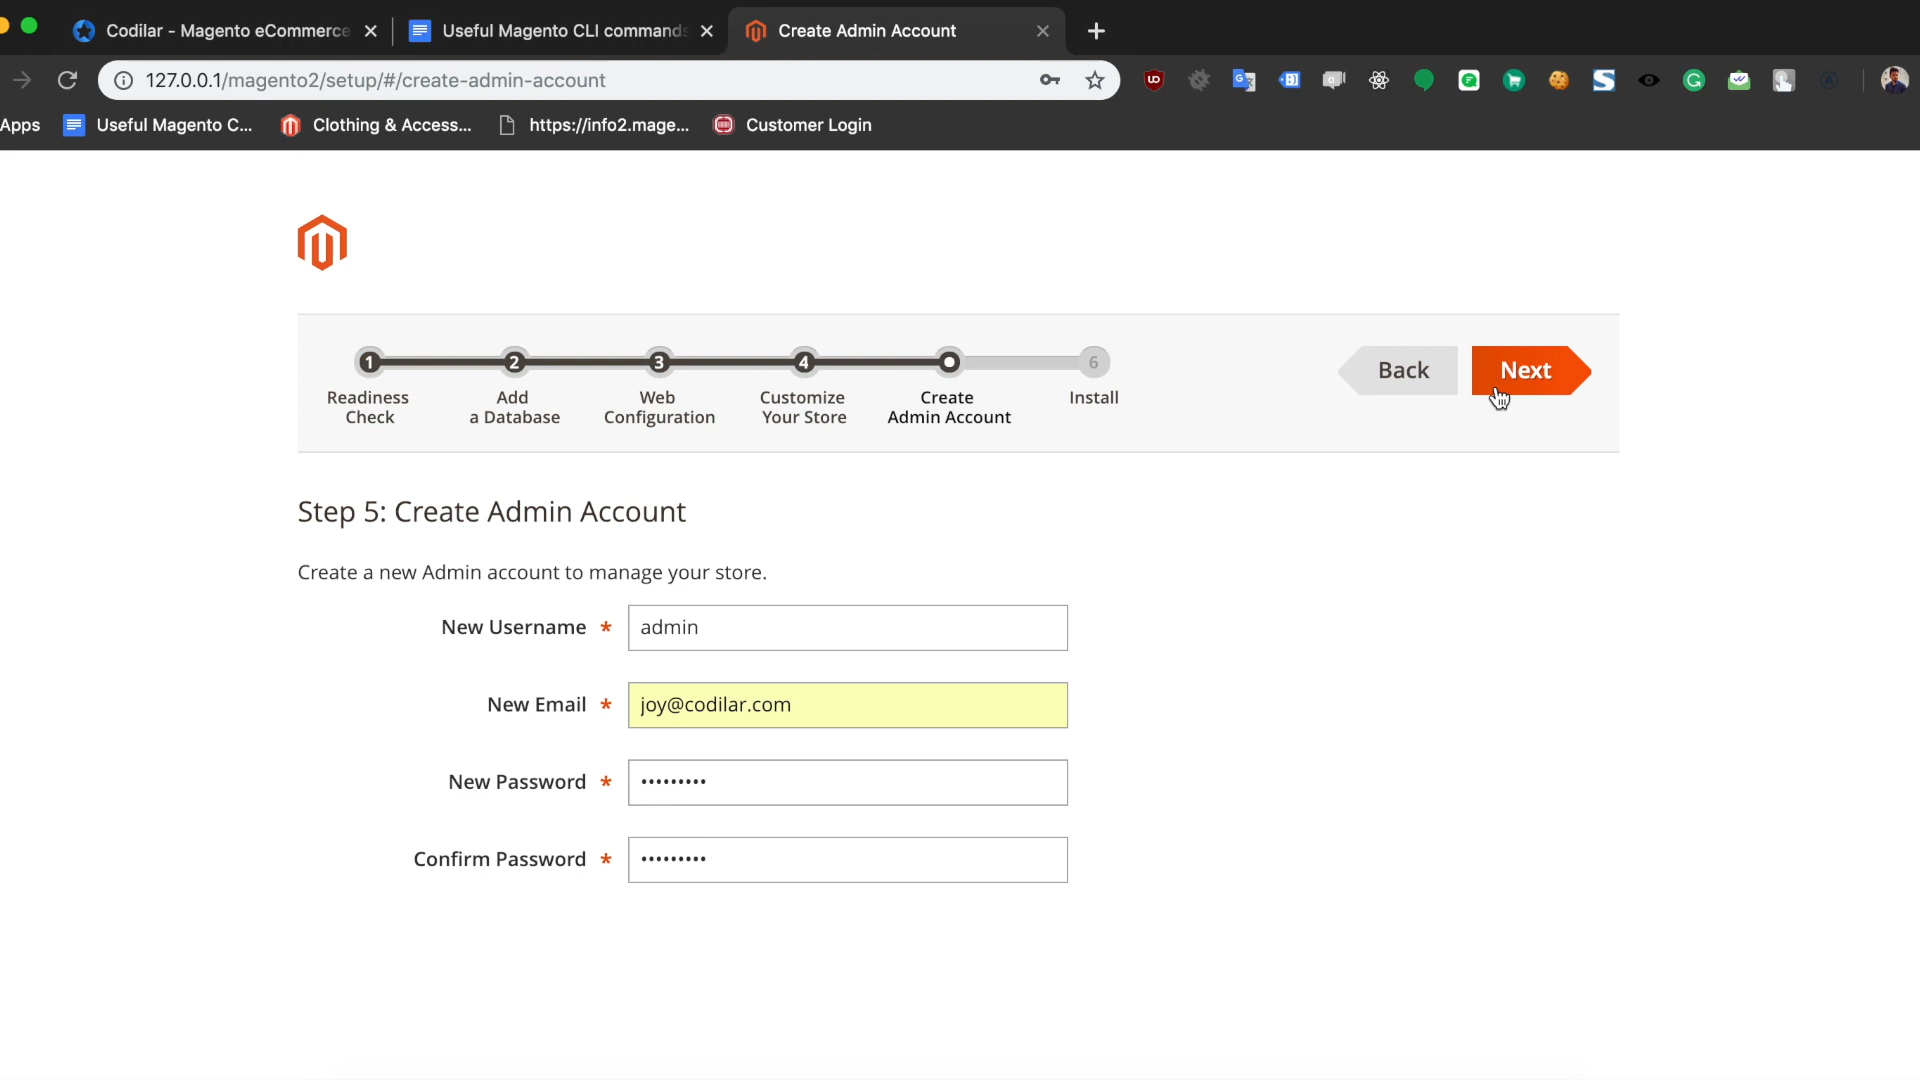 Codilar - Magento eCommerce
Useful Magento CLI commands
Create Admin Account
127.0.0.1/magento2/setup/#/create-admin-account
Apps
Useful Magento C...
Clothing & Access...
https://info2.mage...
Customer Login
1
2
3
4
6
Readiness Check
Add a Database
Web Configuration
Customize Your Store
Create Admin Account
Install
Back
Next
Step 5: Create Admin Account
Create a new Admin account to manage your store.
New Username *
admin
New Email *
joy@codilar.com
New Password *
•••••••••
Confirm Password *
•••••••••